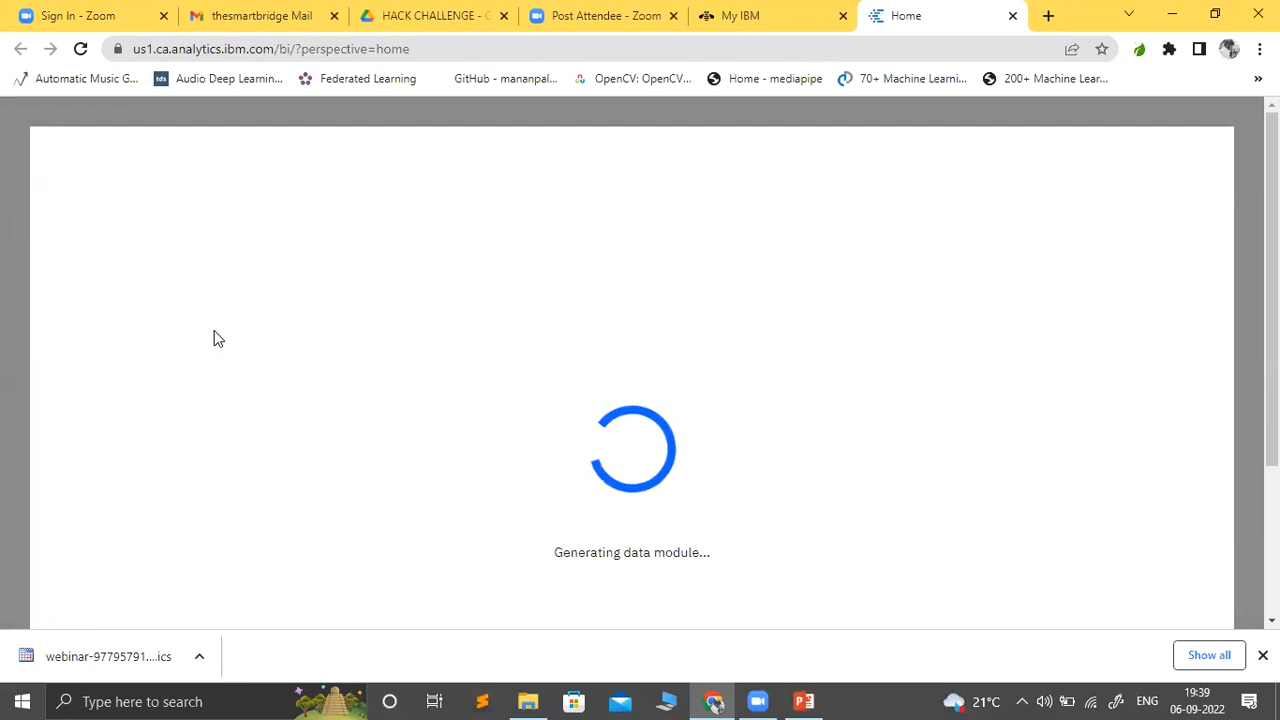 Sign In - Zoom
thesmartbridge Mail
HACK CHALLENGE - C
Post Attendee - Zoom
My IBM
Home
us1.ca.analytics.ibm.com/bi/?perspective=home
Automatic Music G...
tds Audio Deep Learnin...
Federated Learning
GitHub - mananpal...
OpenCV: OpenCV...
Home - mediapipe
70+ Machine Learni...
200+ Machine Lear...
»
Generating data module...
webinar-97795791....ics
Show all
Type here to search
21°C
ENG
19:39
06-09-2022